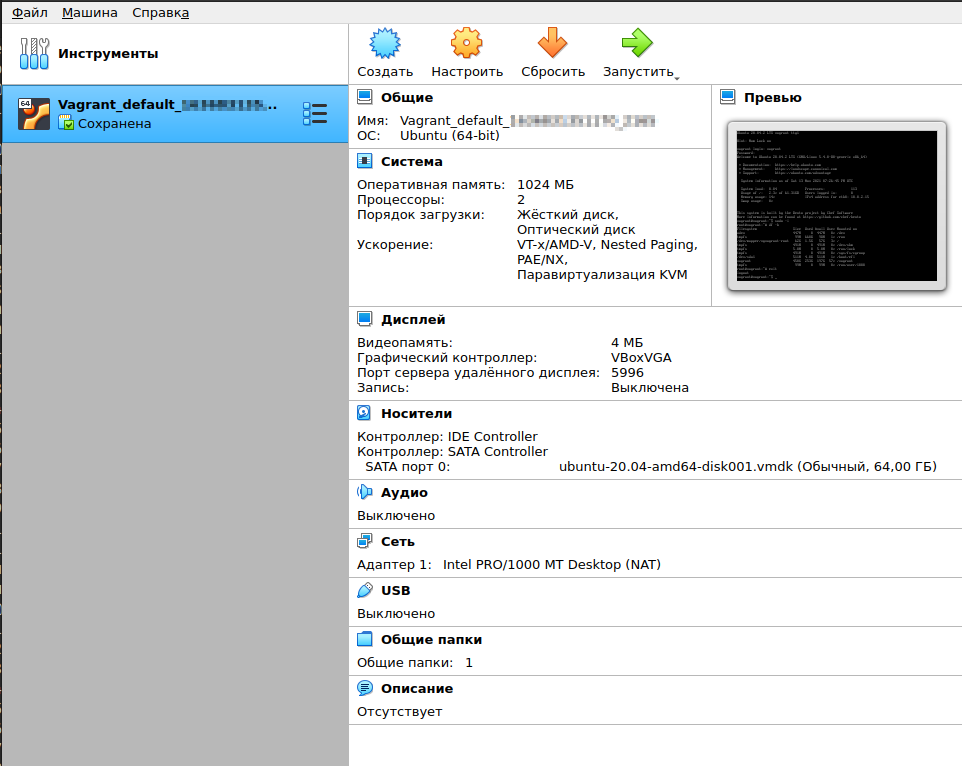 Файл Машина Справка
Инструменты
Создать Настроить Сбросить Запустить
64
Vagrant_default_
Сохранена
Общие
Имя: Vagrant_default_
ОС: Ubuntu (64-bit)
Превью
Система
Оперативная память: 1024 МБ
Процессоры: 2
Порядок загрузки: Жёсткий диск,
Оптический диск
Ускорение: VT-x/AMD-V, Nested Paging,
PAE/NX,
Паравиртуализация KVM
Дисплей
Видеопамять: 4 МБ
Графический контроллер: VBoxVGA
Порт сервера удалённого дисплея: 5996
Запись: Выключена
Носители
Контроллер: IDE Controller
Контроллер: SATA Controller
SATA порт 0: ubuntu-20.04-amd64-disk001.vmdk (Обычный, 64,00 ГБ)
Аудио
Выключено
Сеть
Адаптер 1: Intel PRO/1000 MT Desktop (NAT)
USB
Выключено
Общие папки
Общие папки: 1
Описание
Отсутствует